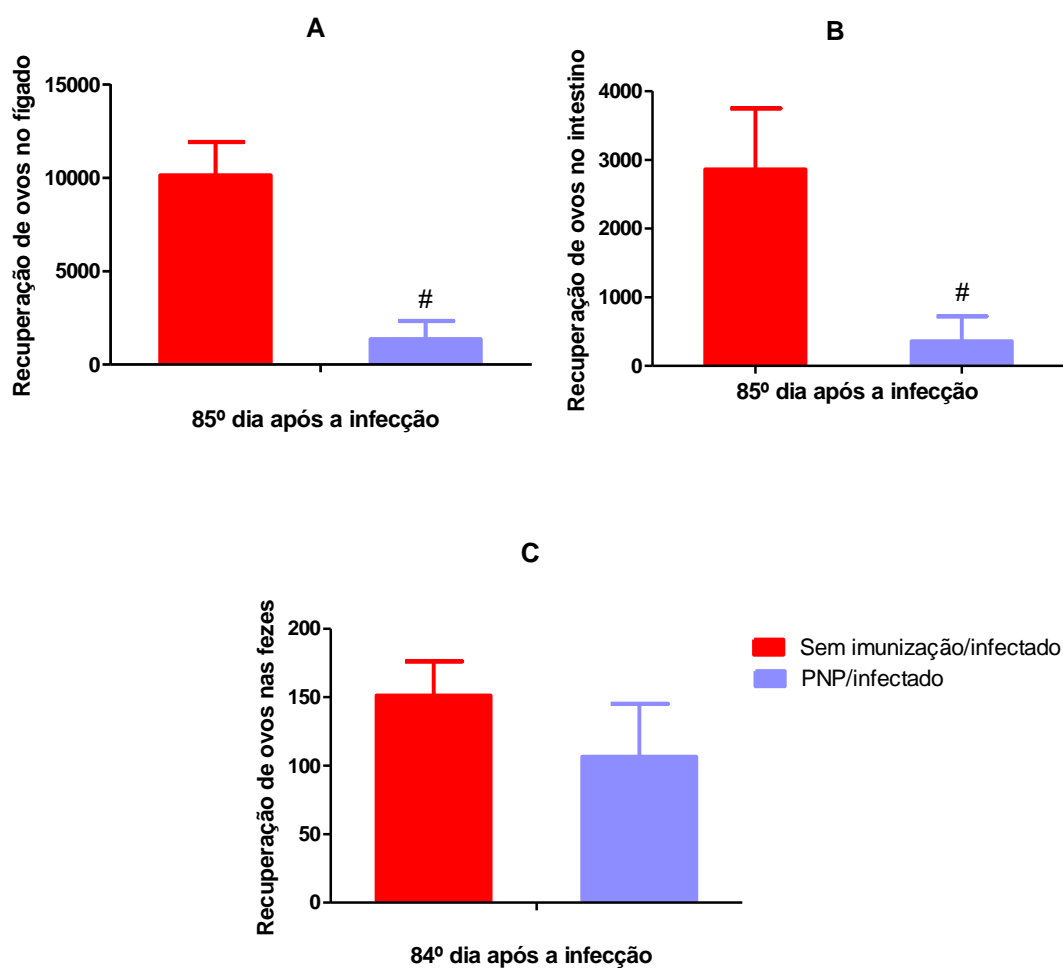 A
Recuperação de ovos no fígado
15000
10000
5000
0
#
85º dia após a infecção
B
Recuperação de ovos no intestino
4000
3000
2000
1000
0
#
85º dia após a infecção
C
Recuperação de ovos nas fezes
200
150
100
50
0
84º dia após a infecção
Sem imunização/infectado
PNP/infectado